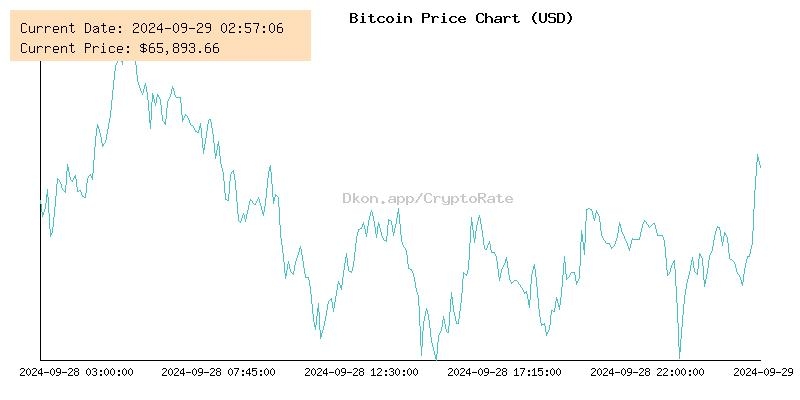 Bitcoin Price Chart (USD)
Current Date: 2024-09-29 02:57:06
Current Price: $65,893.66
Dkon.app/CryptoRate
2024-09-28 03:00:00 2024-09-28 07:45:00 2024-09-28 12:30:00 2024-09-28 17:15:00 2024-09-28 22:00:00 2024-09-29